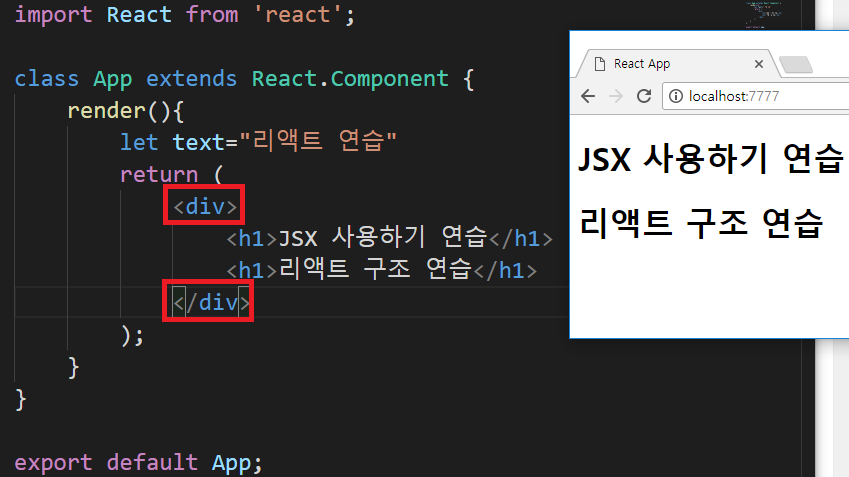 import React from 'react';
class App extends React.Component {
render(){
let text="리액트 연습"
return (
<div>
<h1>JSX 사용하기 연습</h1>
<h1>리액트 구조 연습</h1>
</div>
);
}
}
export default App;
React App
localhost:7777
JSX 사용하기 연습
리액트 구조 연습